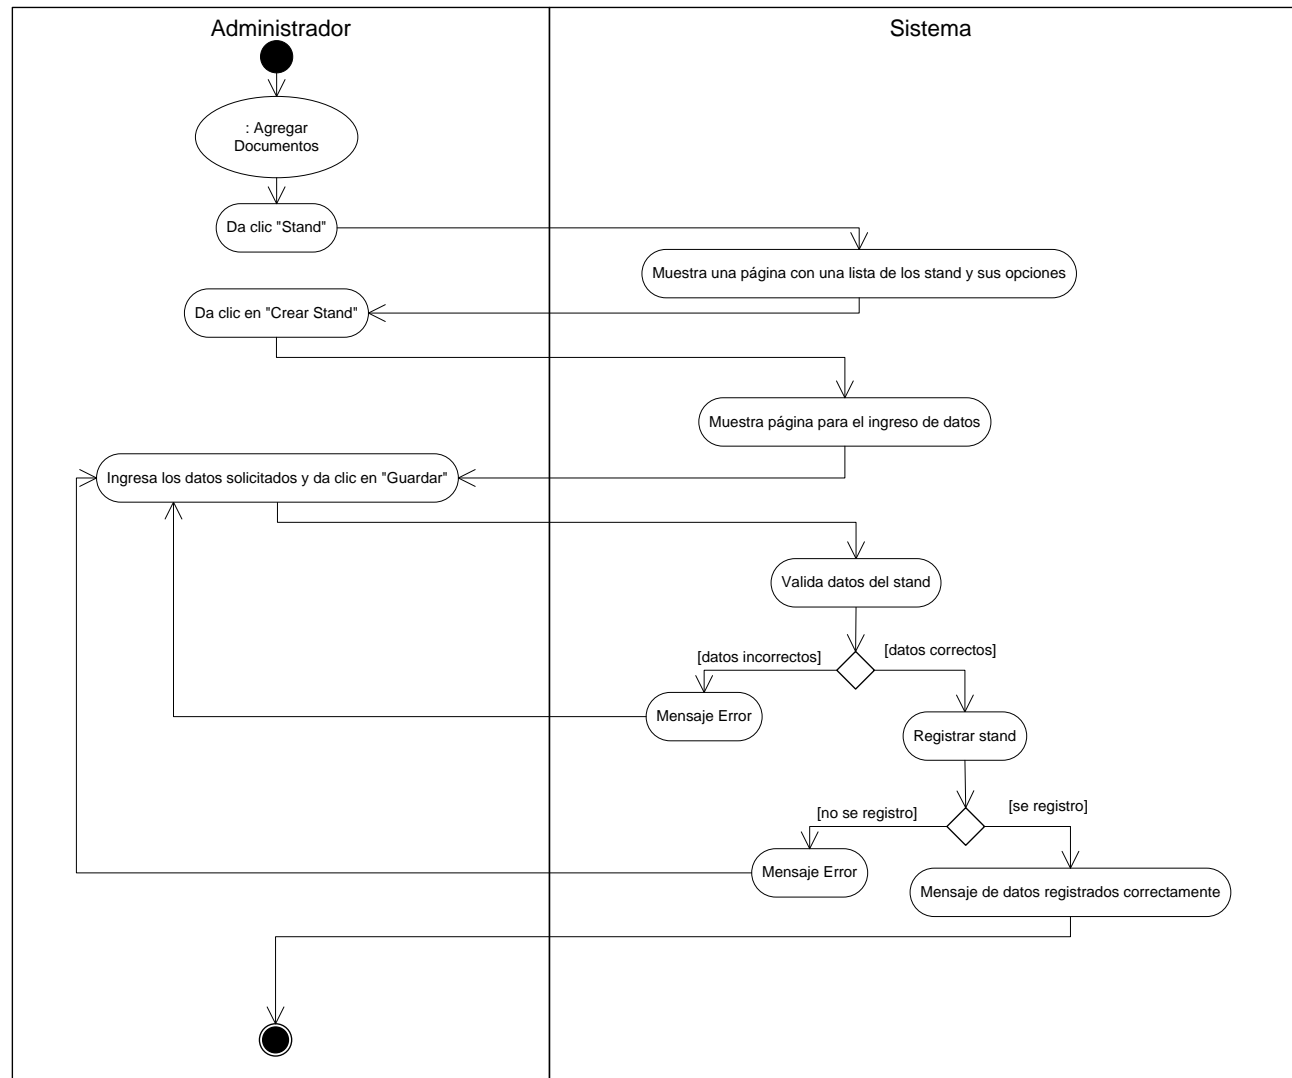 Administrador
Sistema
: Agregar
Documentos
Da clic "Stand"
Muestra una página con una lista de los stand y sus opciones
Da clic en "Crear Stand"
Muestra página para el ingreso de datos
Ingresa los datos solicitados y da clic en "Guardar"
Valida datos del stand
[datos incorrectos]
[datos correctos]
Mensaje Error
Registrar stand
[no se registro]
[se registro]
Mensaje Error
Mensaje de datos registrados correctamente